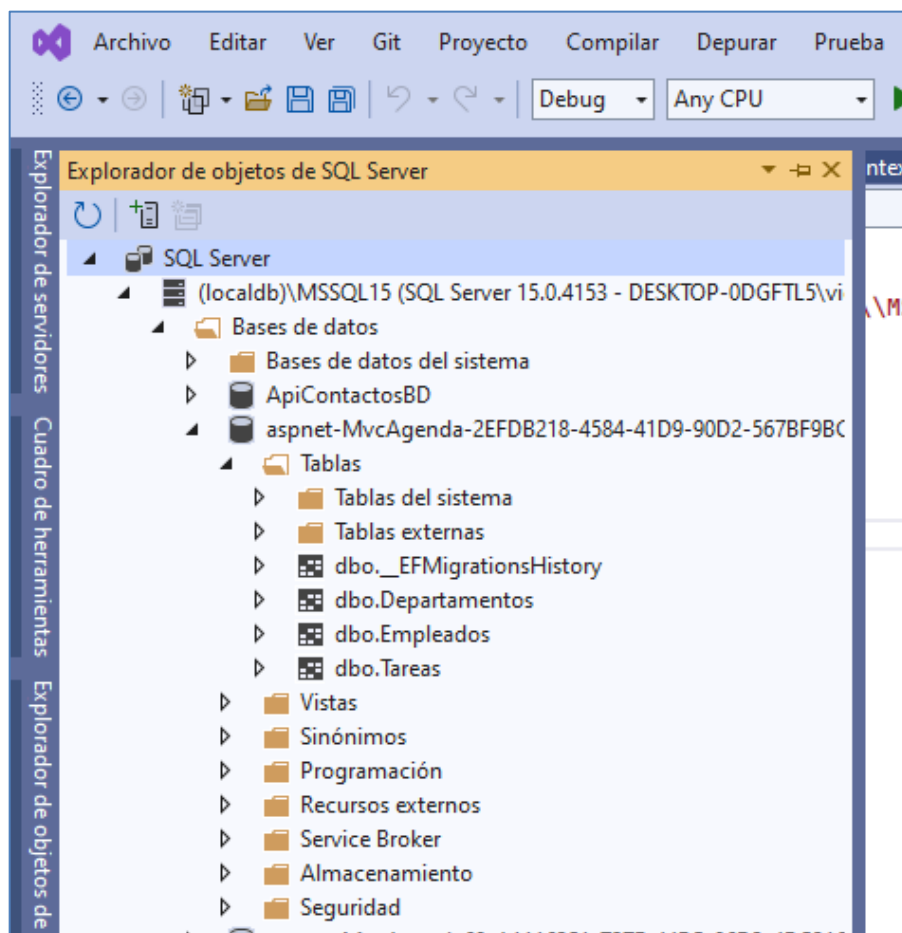 Archivo Editar Ver Git Proyecto Compilar Depurar Prueba
Debug Any CPU
Explorador de servidores
Cuadro de herramientas
Explorador de objetos de
Explorador de objetos de SQL Server
SQL Server
(localdb)\MSSQL15 (SQL Server 15.0.4153 - DESKTOP-0DGFTL5\vi
Bases de datos
Bases de datos del sistema
ApiContactosBD
aspnet-MvcAgenda-2EFDB218-4584-41D9-90D2-567BF9BC
Tablas
Tablas del sistema
Tablas externas
dbo.__EFMigrationsHistory
dbo.Departamentos
dbo.Empleados
dbo.Tareas
Vistas
Sinónimos
Programación
Recursos externos
Service Broker
Almacenamiento
Seguridad
ntex
\\M